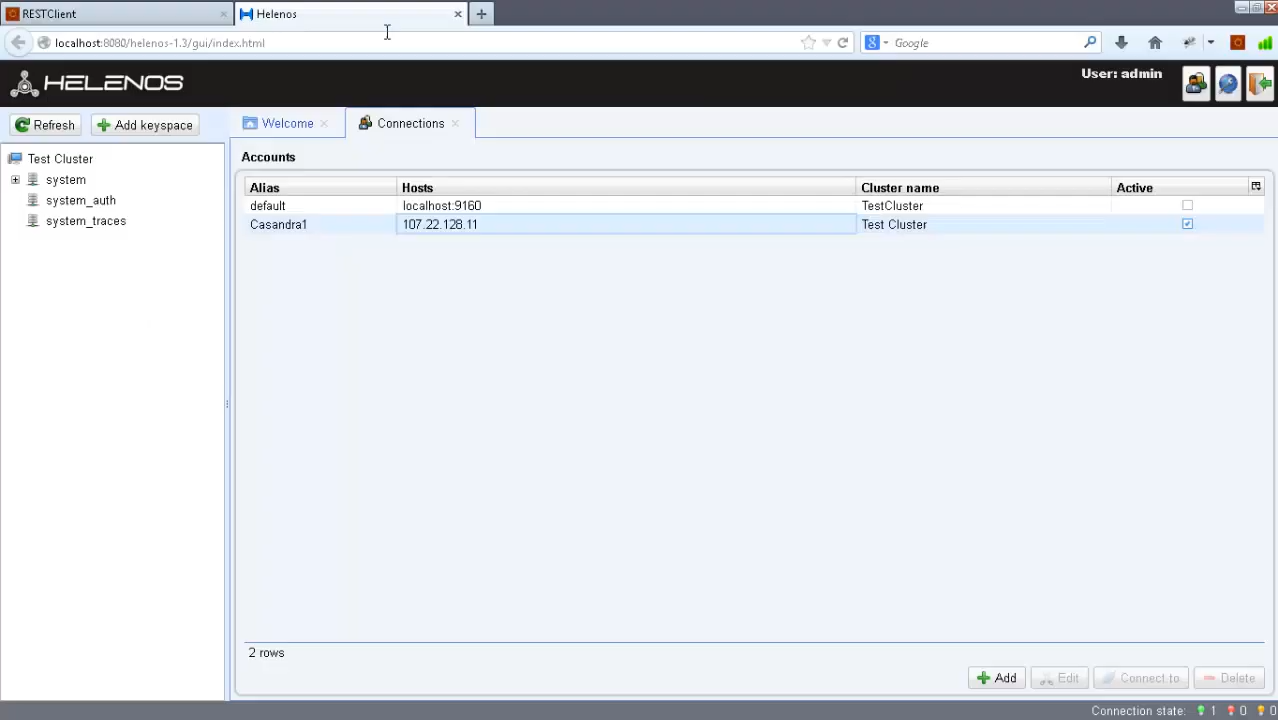 RESTClient
Helenos
localhost:8080/helenos-1.3/gui/index.html
Google
HELENOS
User: admin
Refresh
Add keyspace
Welcome
Connections
Test Cluster
system
system_auth
system_traces
Accounts
Alias Hosts Cluster name Active
default localhost:9160 TestCluster
Casandra1 107.22.128.11 Test Cluster
2 rows
Add Edit Connect to Delete
Connection state: 1 0 0